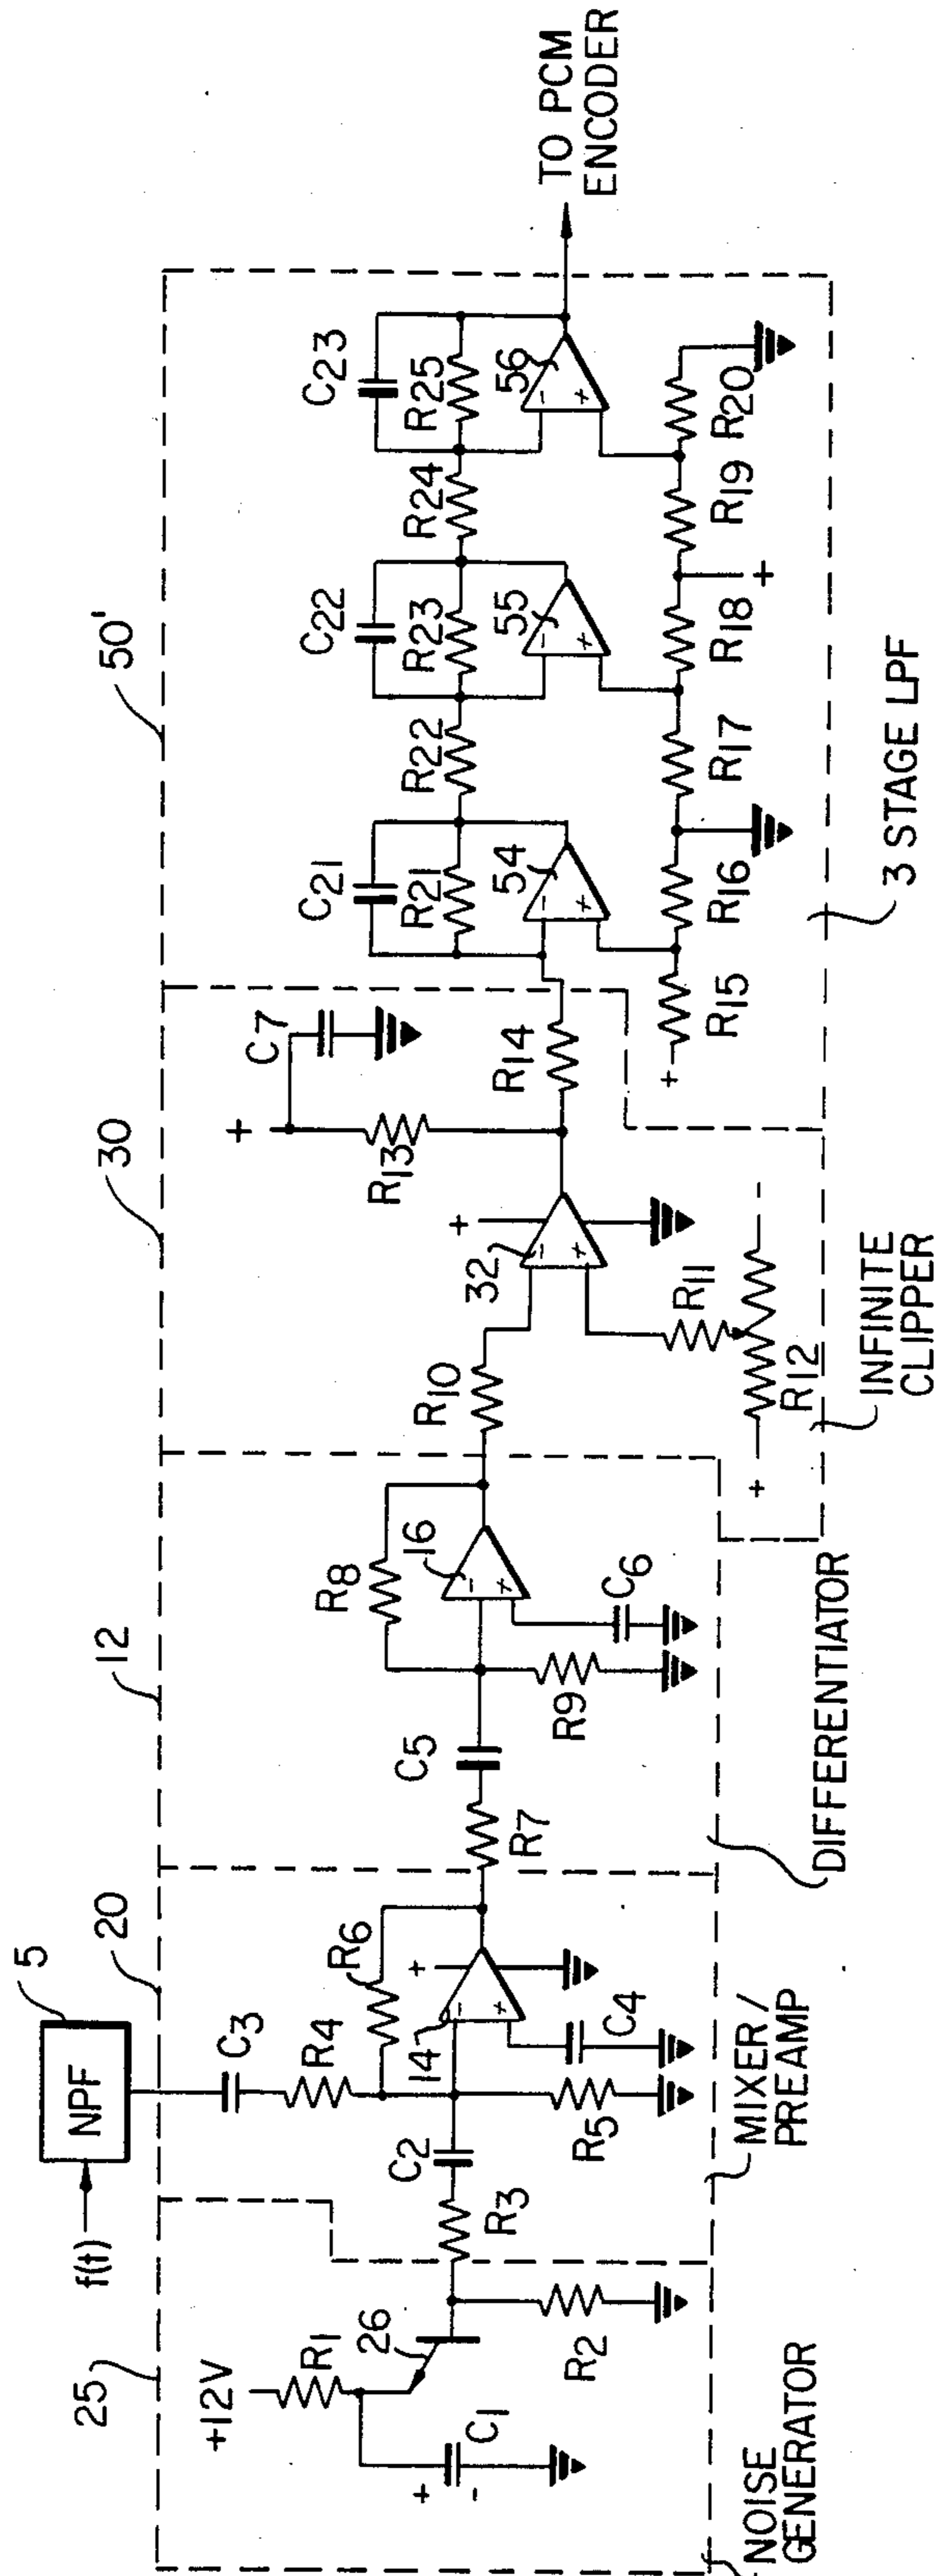 5
NPF
f(t)
25
20
12
30
50'
+12V
R1
26
C1
+
-
R2
R3
C2
C3
R4
R5
R6
14
+
-
+
C4
R7
C5
R8
R9
16
-
+
C6
R10
32
+
-
+
R11
R12
+
-
R13
+
C7
R14
C21
R21
54
-
+
R15
+
R16
R22
C22
R23
55
-
+
R17
R18
+
R24
C23
R25
56
-
+
R19
R20
TO PCM
ENCODER
NOISE
GENERATOR
MIXER/
PREAMP
DIFFERENTIATOR
INFINITE
CLIPPER
3 STAGE LPF